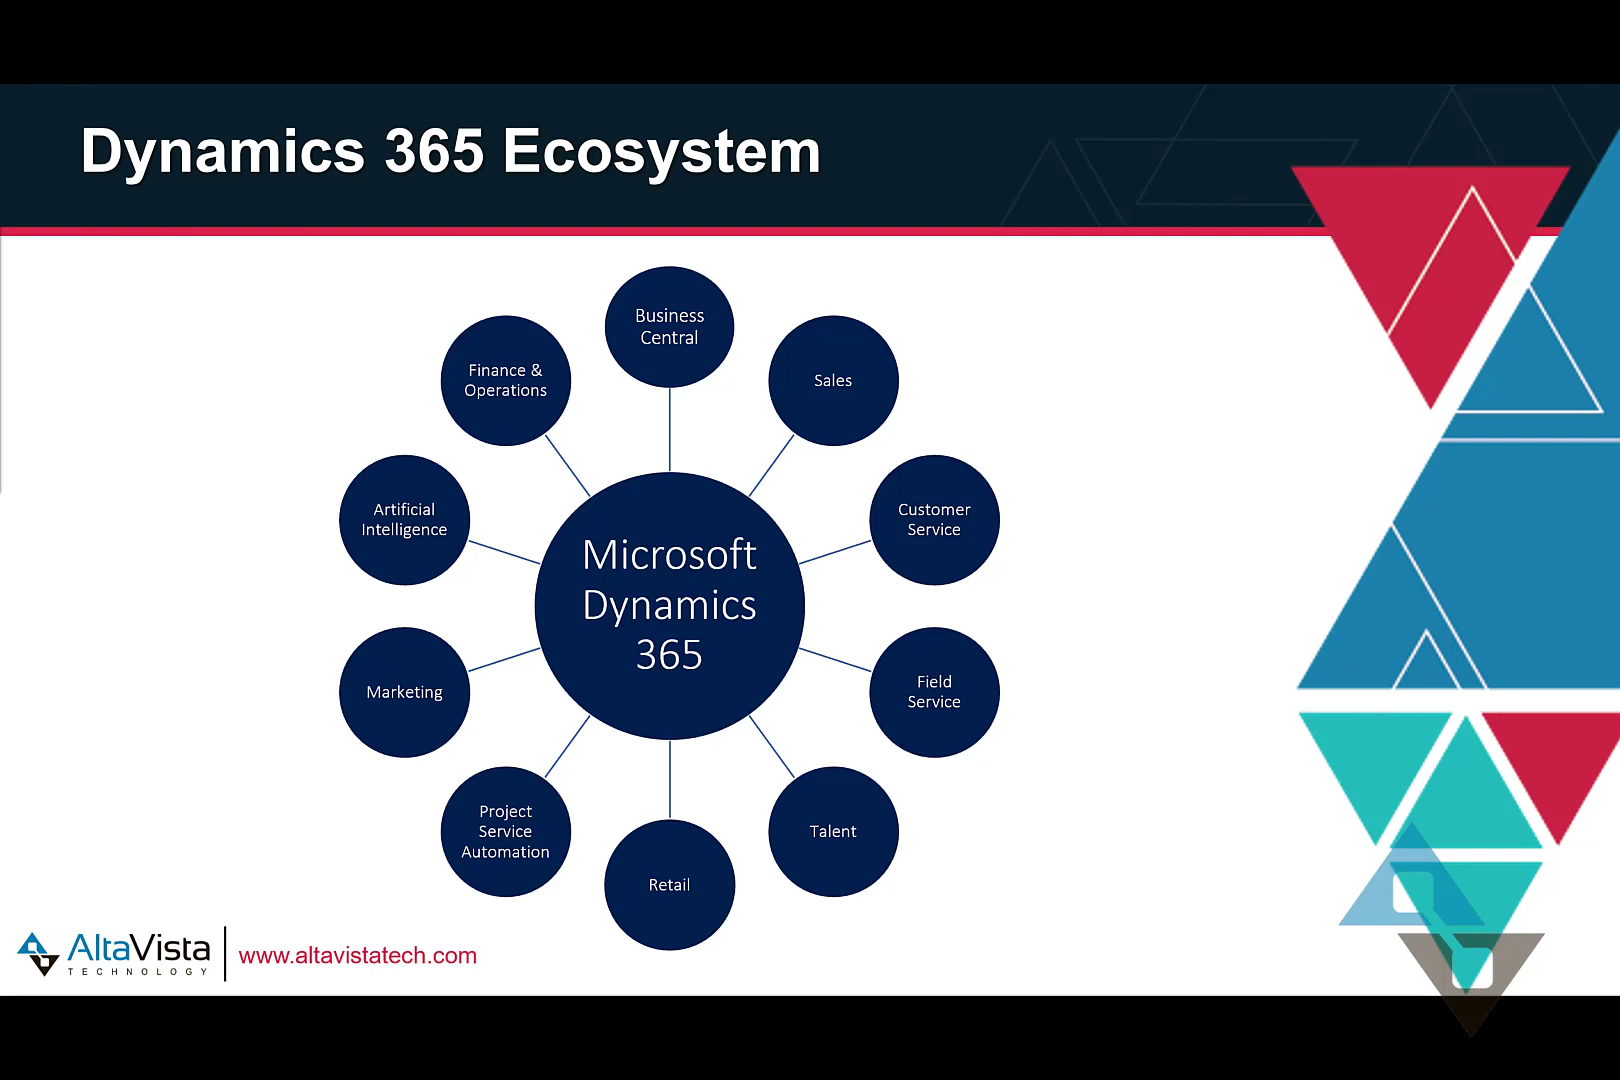 Dynamics 365 Ecosystem
Business
Central
Sales
Customer
Service
Field
Service
Talent
Retail
Project
Service
Automation
Marketing
Artificial
Intelligence
Finance &
Operations
Microsoft
Dynamics
365
AltaVista
TECHNOLOGY
www.altavistatech.com